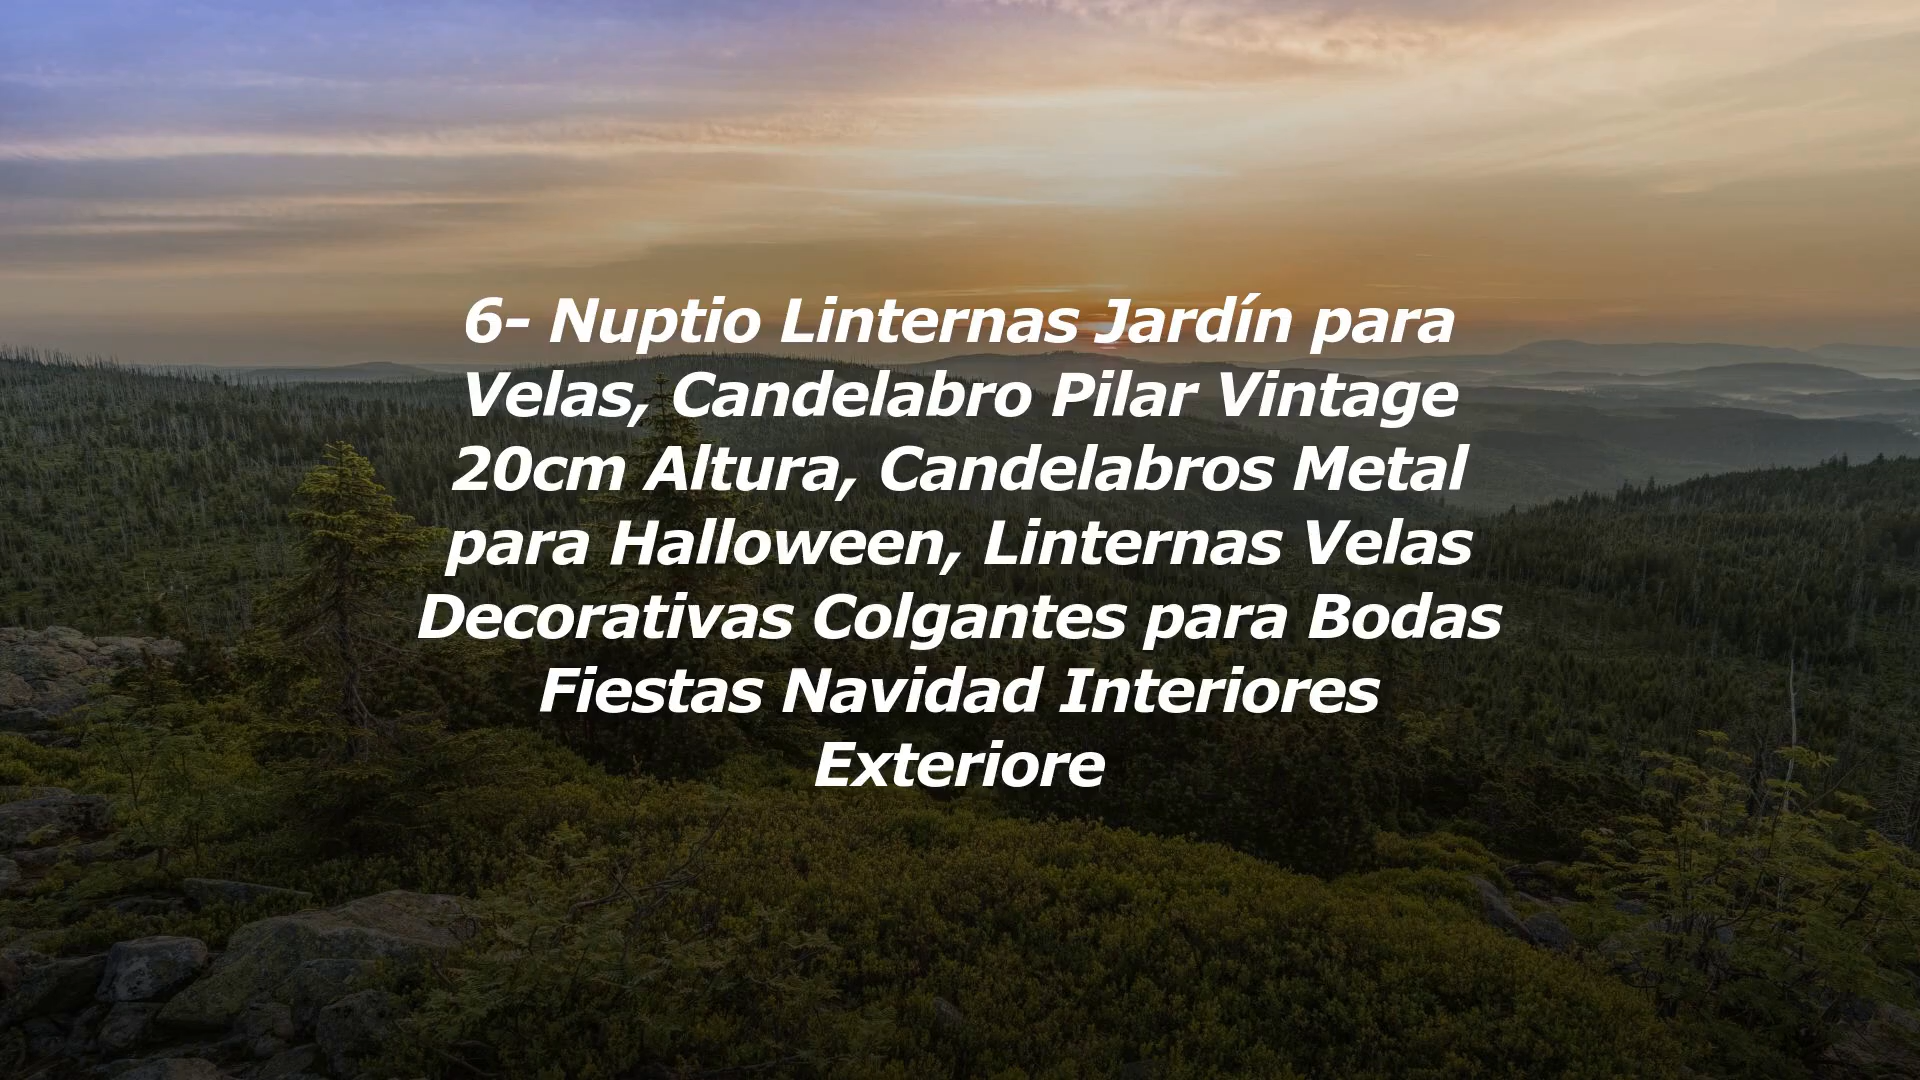 6- Nuptio Linternas Jardín para
Velas, Candelabro Pilar Vintage
20cm Altura, Candelabros Metal
para Halloween, Linternas Velas
Decorativas Colgantes para Bodas
Fiestas Navidad Interiores
Exteriore